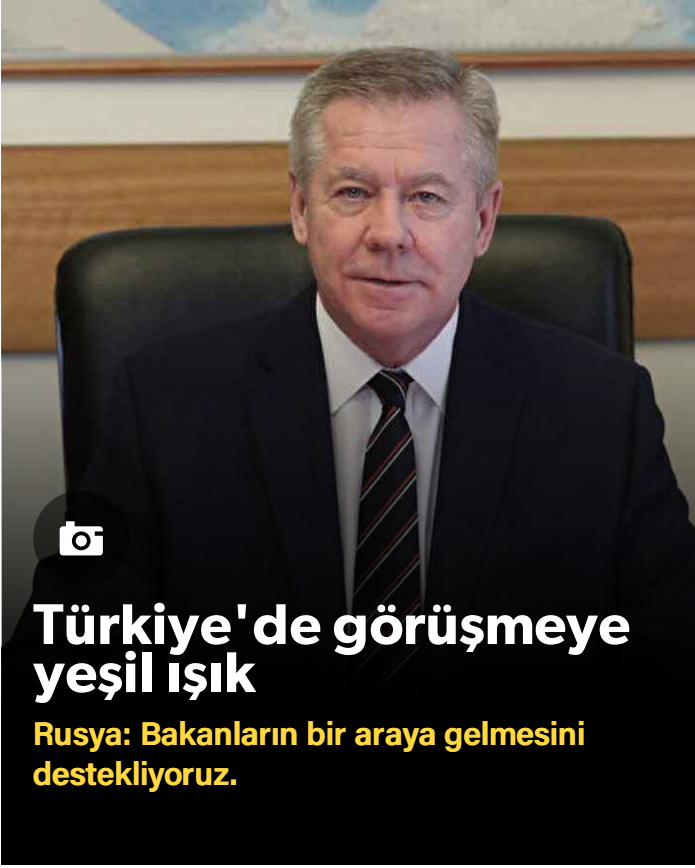 Türkiye'de görüşmeye
yeşil ışık
Rusya: Bakanların bir araya gelmesini
destekliyoruz.